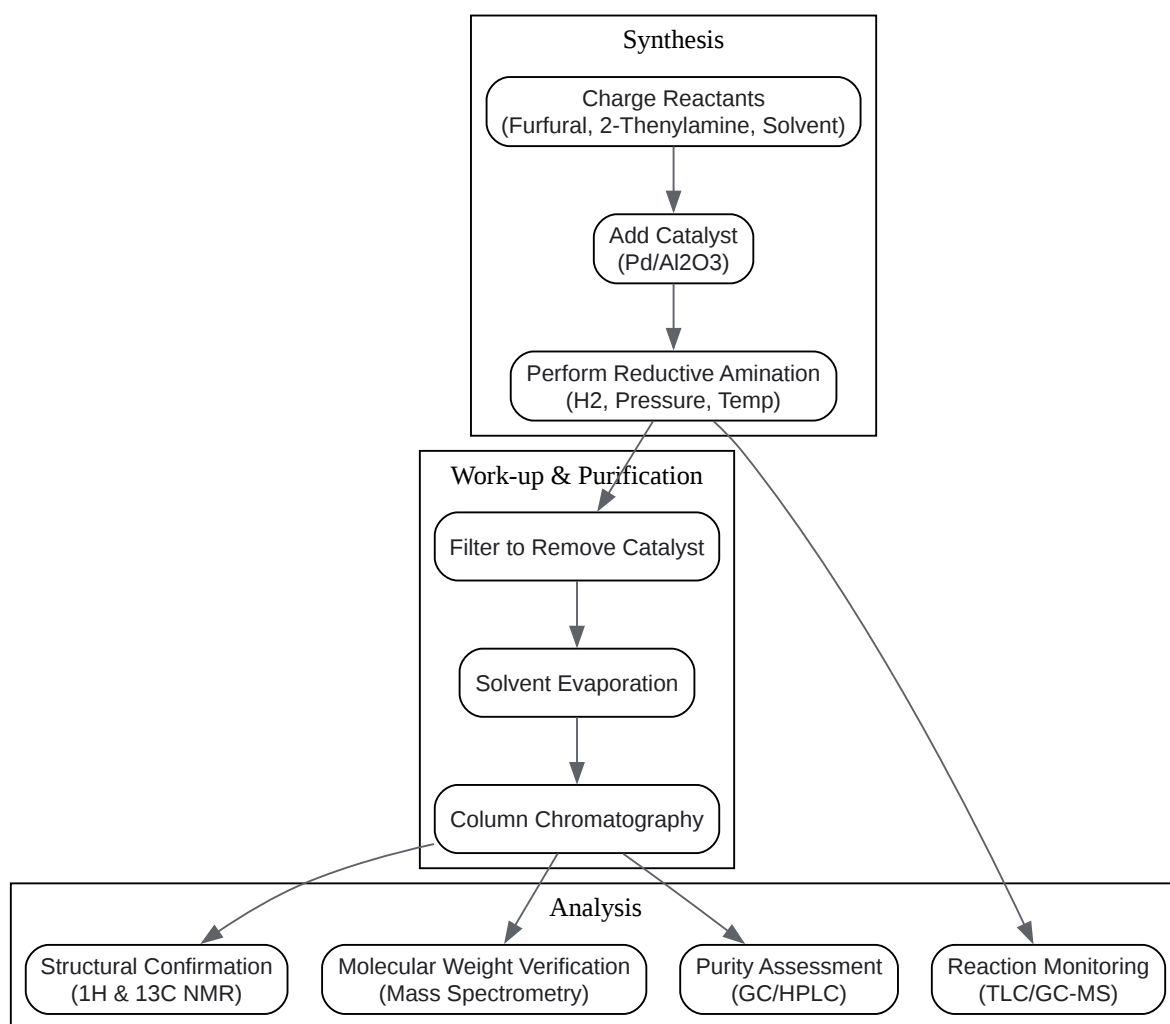 Synthesis
Charge Reactants
(Furfural, 2-Thenylamine, Solvent)
Add Catalyst
(Pd/Al2O3)
Perform Reductive Amination
(H2, Pressure, Temp)
Work-up & Purification
Filter to Remove Catalyst
Solvent Evaporation
Column Chromatography
Analysis
Structural Confirmation
(1H & 13C NMR)
Molecular Weight Verification
(Mass Spectrometry)
Purity Assessment
(GC/HPLC)
Reaction Monitoring
(TLC/GC-MS)